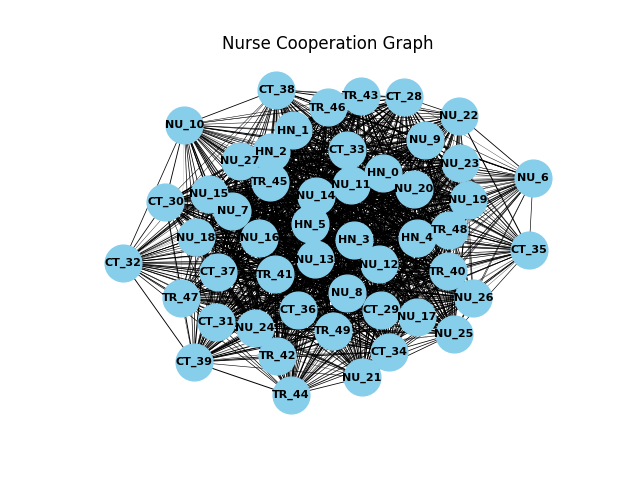 Nurse Cooperation Graph
CT_38
TR_43
CT_28
TR_46
NU_22
NU_10
HN_1
NU_9
HN_2
CT_33
NU_27
NU_23
HN_0
NU_6
TR_45
NU_11
NU_20
NU_15
NU_14
NU_19
CT_30
NU_7
HN_5
TR_48
NU_18
NU_16
HN_3
HN_4
CT_35
NU_13
CT_32
NU_12
CT_37
TR_41
TR_40
NU_8
TR_47
NU_26
CT_36
CT_29
NU_17
CT_31
NU_24
TR_49
NU_25
CT_34
TR_42
CT_39
NU_21
TR_44